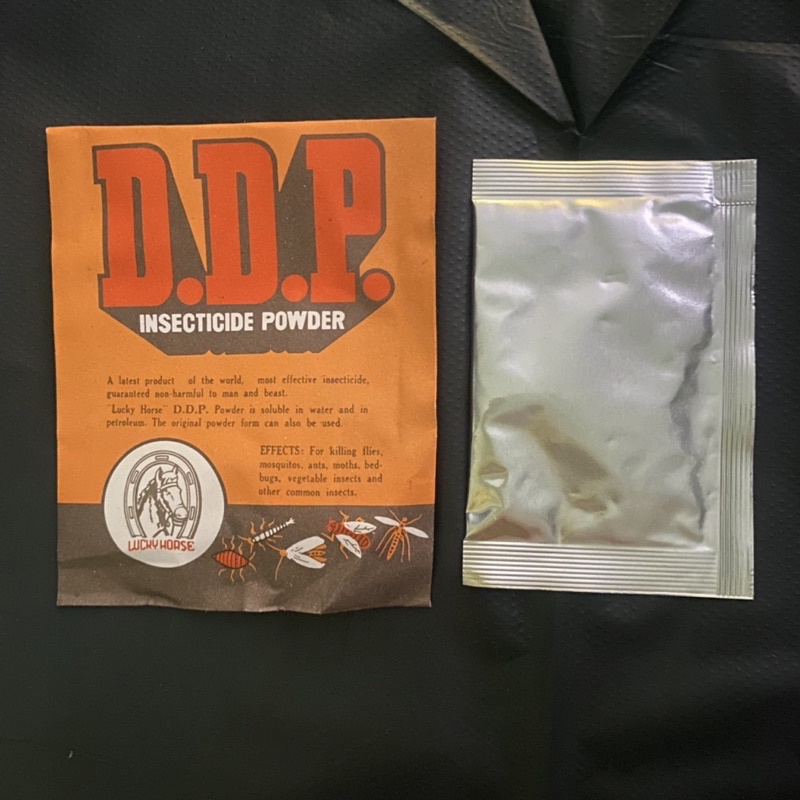 D.D.P.
INSECTICIDE POWDER
A latest product of the world, most effective insecticide,
guaranteed non-harmful to man and beast.
"Lucky Horse" D.D.P. Powder is soluble in water and in
petroleum. The original powder form can also be used.
EFFECTS: For killing flies,
mosquitos, ants, moths, bed-
bugs, vegetable insects and
other common insects.
LUCKY HORSE